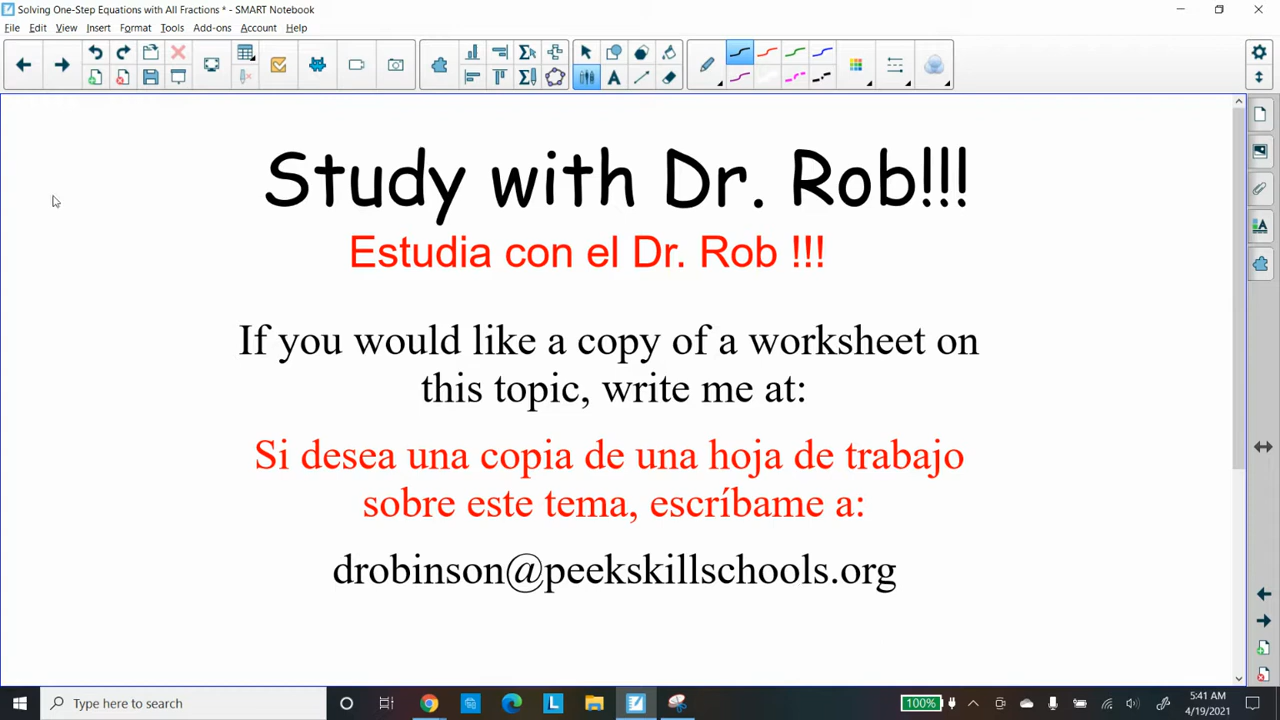 Solving One-Step Equations with All Fractions * - SMART Notebook
File Edit View Insert Format Tools Add-ons Account Help
Study with Dr. Rob!!!
Estudia con el Dr. Rob !!!
If you would like a copy of a worksheet on
this topic, write me at:
Si desea una copia de una hoja de trabajo
sobre este tema, escríbame a:
drobinson@peekskillschools.org
Type here to search
100%
5:41 AM
4/19/2021